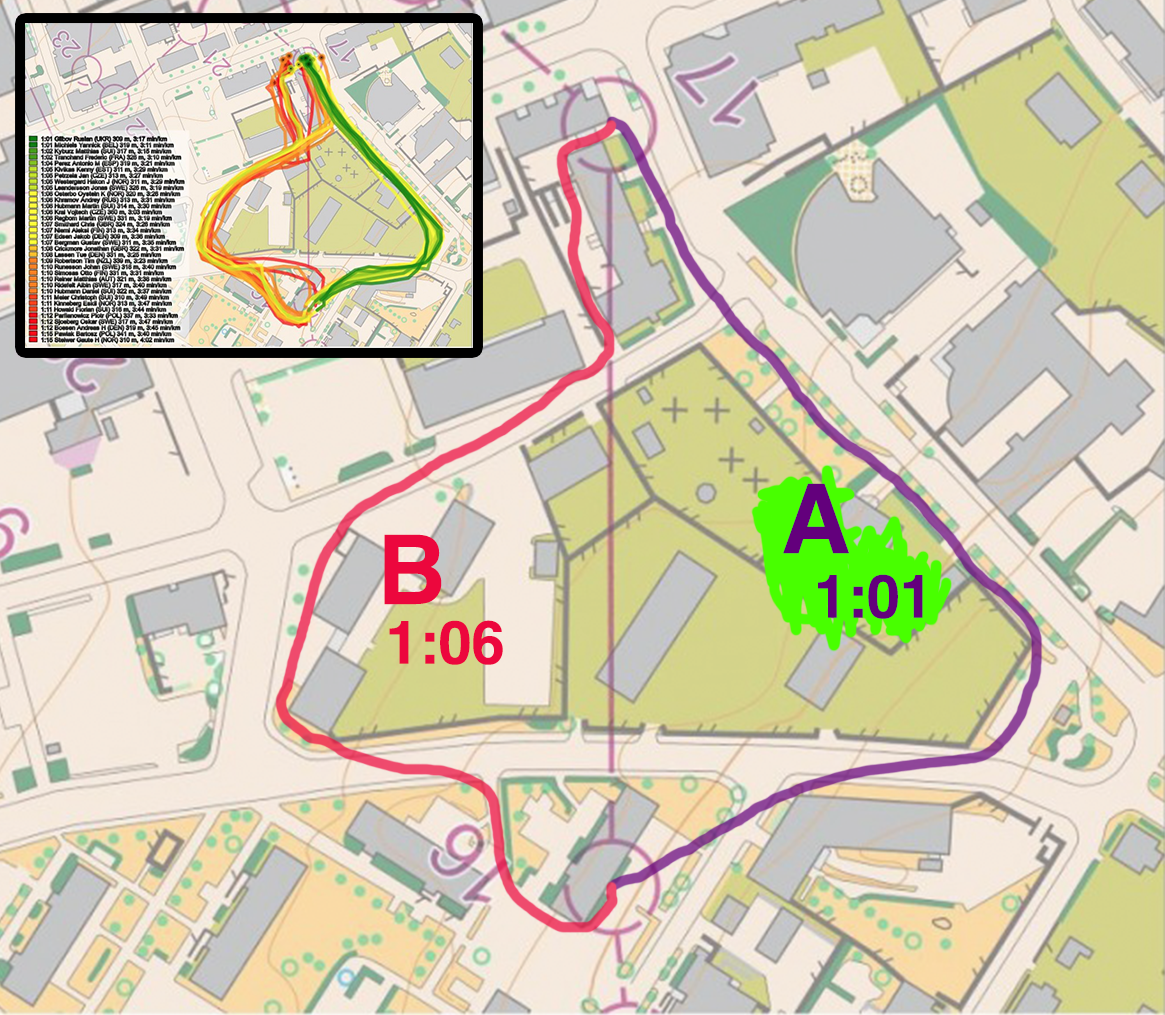 23
21
17
1:01 Glibov Ruslan (UKR) 309 m, 3:17 min/km
1:01 Michiels Yannick (BEL) 319 m, 3:11 min/km
1:02 Kyburz Matthias (SUI) 317 m, 3:15 min/km
1:02 Tranchand Frederic (FRA) 326 m, 3:10 min/km
1:04 Perez Antonio M (ESP) 319 m, 3:21 min/km
1:05 Kivikas Kenny (EST) 311 m, 3:29 min/km
1:05 Petrzela Jan (CZE) 313 m, 3:27 min/km
1:05 Westergard Hakon J (NOR) 311 m, 3:29 min/km
1:05 Leandersson Jonas (SWE) 326 m, 3:19 min/km
1:06 Osterbo Oystein K (NOR) 320 m, 3:26 min/km
1:06 Khramov Andrey (RUS) 313 m, 3:31 min/km
1:06 Hubmann Martin (SUI) 314 m, 3:30 min/km
1:06 Kral Vojtech (CZE) 360 m, 3:03 min/km
1:06 Regborn Martin (SWE) 331 m, 3:19 min/km
1:07 Smithard Chris (GBR) 324 m, 3:26 min/km
1:07 Niemi Aleksi (FIN) 313 m, 3:34 min/km
1:07 Edsen Jakob (DEN) 309 m, 3:36 min/km
1:07 Bergman Gustav (SWE) 311 m, 3:35 min/km
1:08 Crickmore Jonathan (GBR) 322 m, 3:31 min/km
1:08 Lassen Tue (DEN) 331 m, 3:25 min/km
1:09 Robertson Tim (NZL) 339 m, 3:23 min/km
1:10 Runesson Johan (SWE) 318 m, 3:40 min/km
1:10 Simosas Otto (FIN) 331 m, 3:31 min/km
1:10 Reiner Matthias (AUT) 321 m, 3:38 min/km
1:10 Ridefelt Albin (SWE) 317 m, 3:40 min/km
1:10 Hubmann Daniel (SUI) 322 m, 3:37 min/km
1:11 Meier Christoph (SUI) 310 m, 3:49 min/km
1:11 Kinneberg Eskil (NOR) 313 m, 3:47 min/km
1:11 Howald Florian (SUI) 316 m, 3:44 min/km
1:12 Parfianowicz Piotr (POL) 337 m, 3:33 min/km
1:12 Sjoeberg Oskar (SWE) 317 m, 3:47 min/km
1:12 Boesen Andreas H (DEN) 319 m, 3:45 min/km
1:15 Pawlak Bartosz (POL) 341 m, 3:40 min/km
1:15 Steiwer Gaute H (NOR) 310 m, 4:02 min/km
17
A
1:01
B
1:06
16